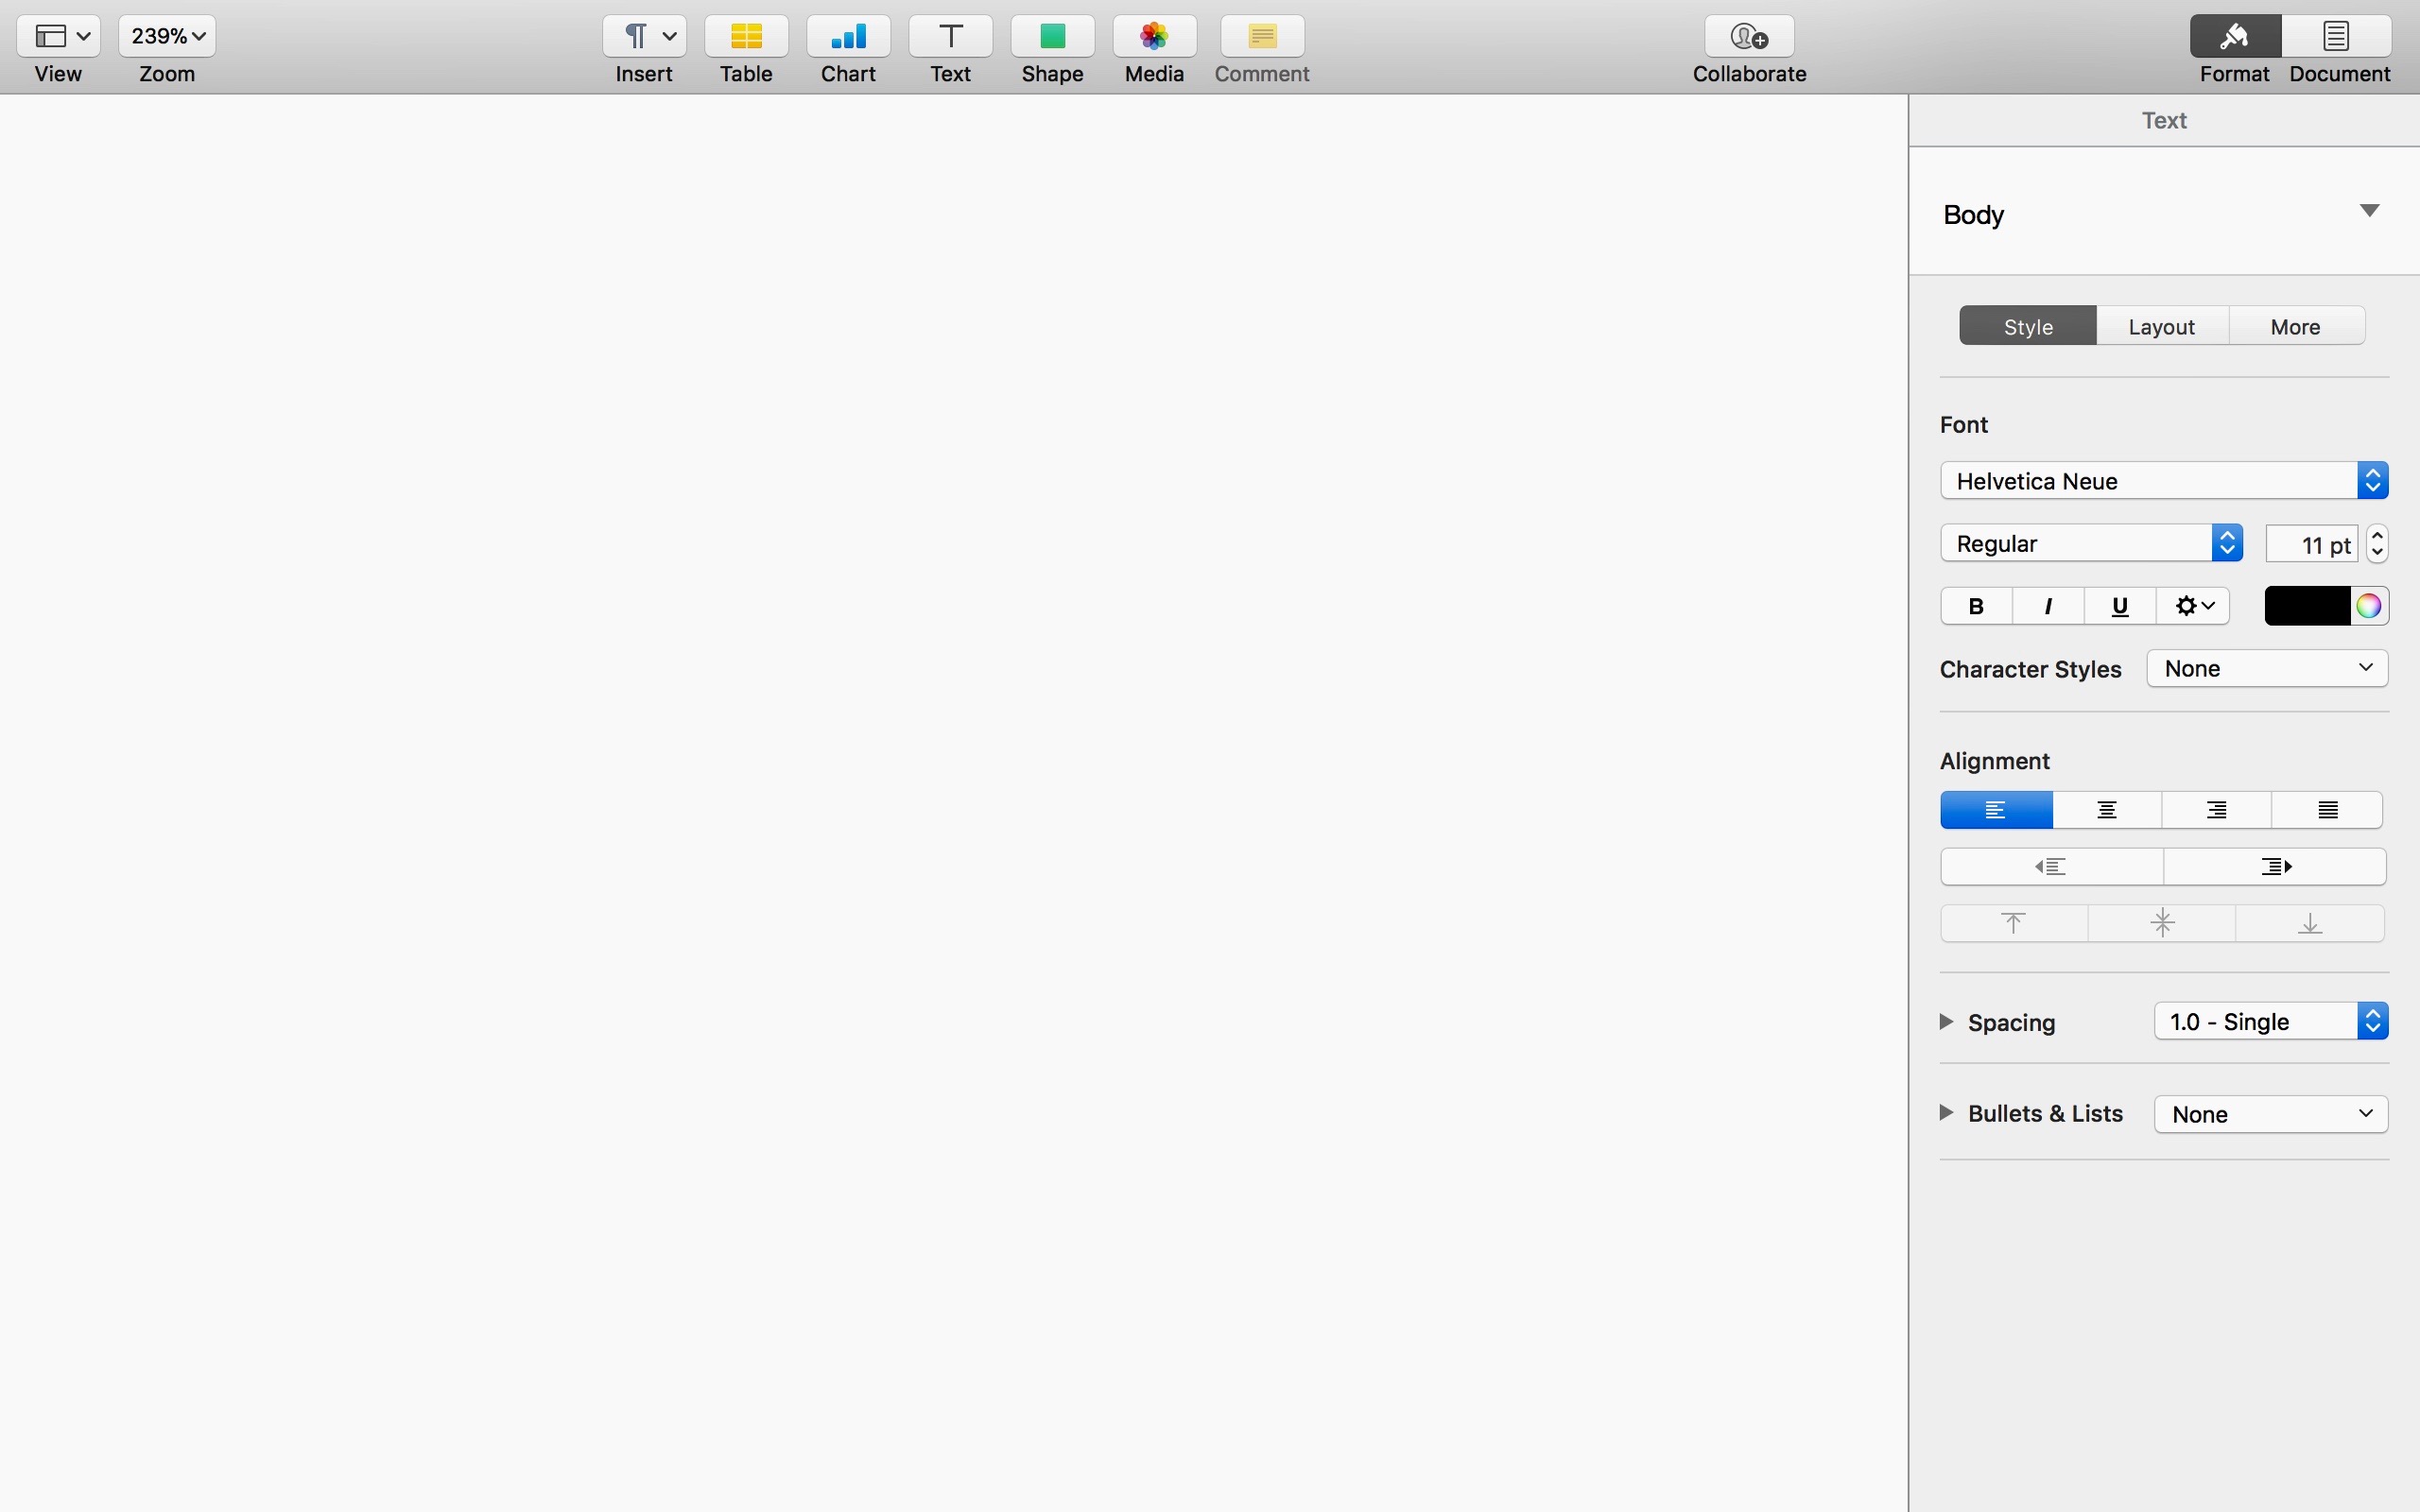 239%
View Zoom Insert Table Chart Text Shape Media Comment Collaborate Format Document
Text
Body
Style Layout More
Font
Helvetica Neue
Regular 11 pt
B I U
Character Styles None
Alignment
Spacing 1.0 - Single
Bullets & Lists None